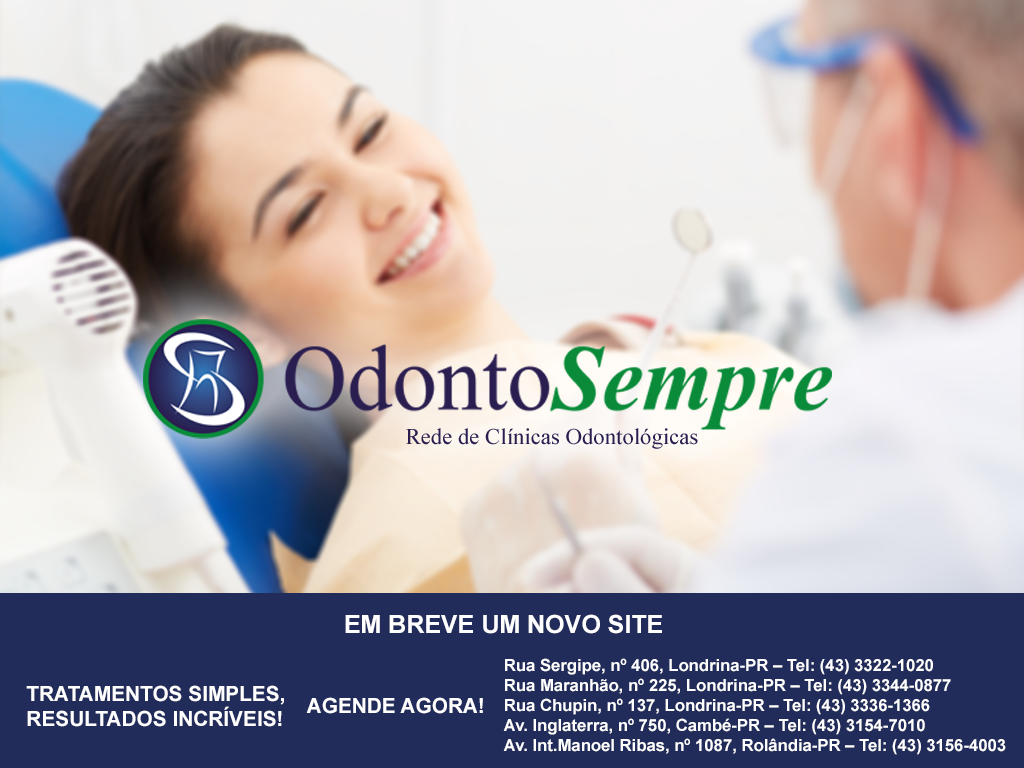 OdontoSempre
Rede de Clínicas Odontológicas
EM BREVE UM NOVO SITE
TRATAMENTOS SIMPLES,
RESULTADOS INCRÍVEIS!
AGENDE AGORA!
Rua Sergipe, nº 406, Londrina-PR – Tel: (43) 3322-1020
Rua Maranhão, nº 225, Londrina-PR – Tel: (43) 3344-0877
Rua Chupin, nº 137, Londrina-PR – Tel: (43) 3336-1366
Av. Inglaterra, nº 750, Cambé-PR – Tel: (43) 3154-7010
Av. Int.Manoel Ribas, nº 1087, Rolândia-PR – Tel: (43) 3156-4003